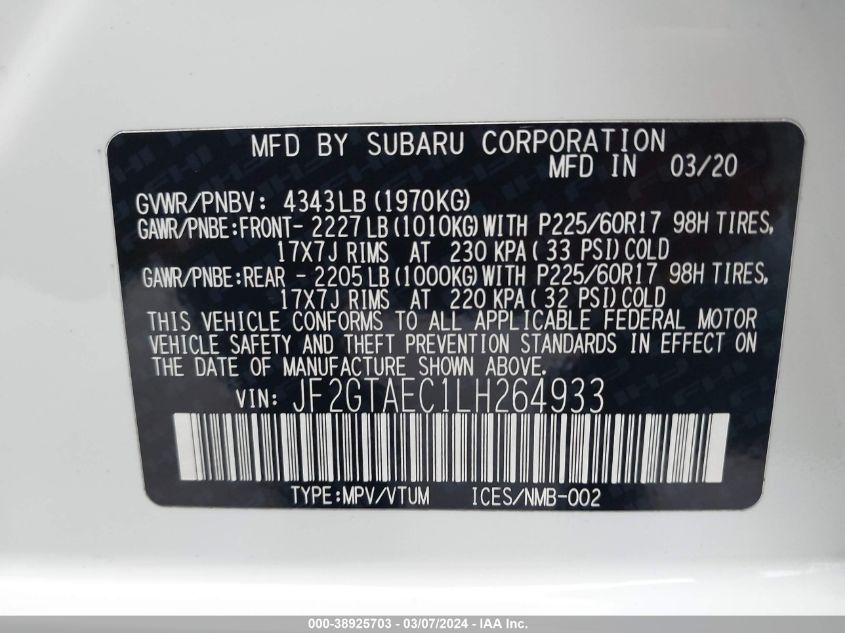 MFD BY SUBARU CORPORATION
MFD IN 03/20
GVWR/PNBV: 4343LB (1970KG)
GAWR/PNBE:FRONT- 2227LB(1010KG)WITH P225/60R17 98H TIRES,
17X7J RIMS AT 230 KPA( 33 PSI)COLD
GAWR/PNBE:REAR - 2205LB(1000KG)WITH P225/60R17 98H TIRES,
17X7J RIMS AT 220 KPA( 32 PSI)COLD
THIS VEHICLE CONFORMS TO ALL APPLICABLE FEDERAL MOTOR
VEHICLE SAFETY AND THEFT PREVENTION STANDARDS IN EFFECT ON
THE DATE OF MANUFACTURE SHOWN ABOVE.
VIN: JF2GTAEC1LH264933
TYPE:MPV/VTUM ICES/NMB-002
000-38925703 - 03/07/2024 - IAA Inc.